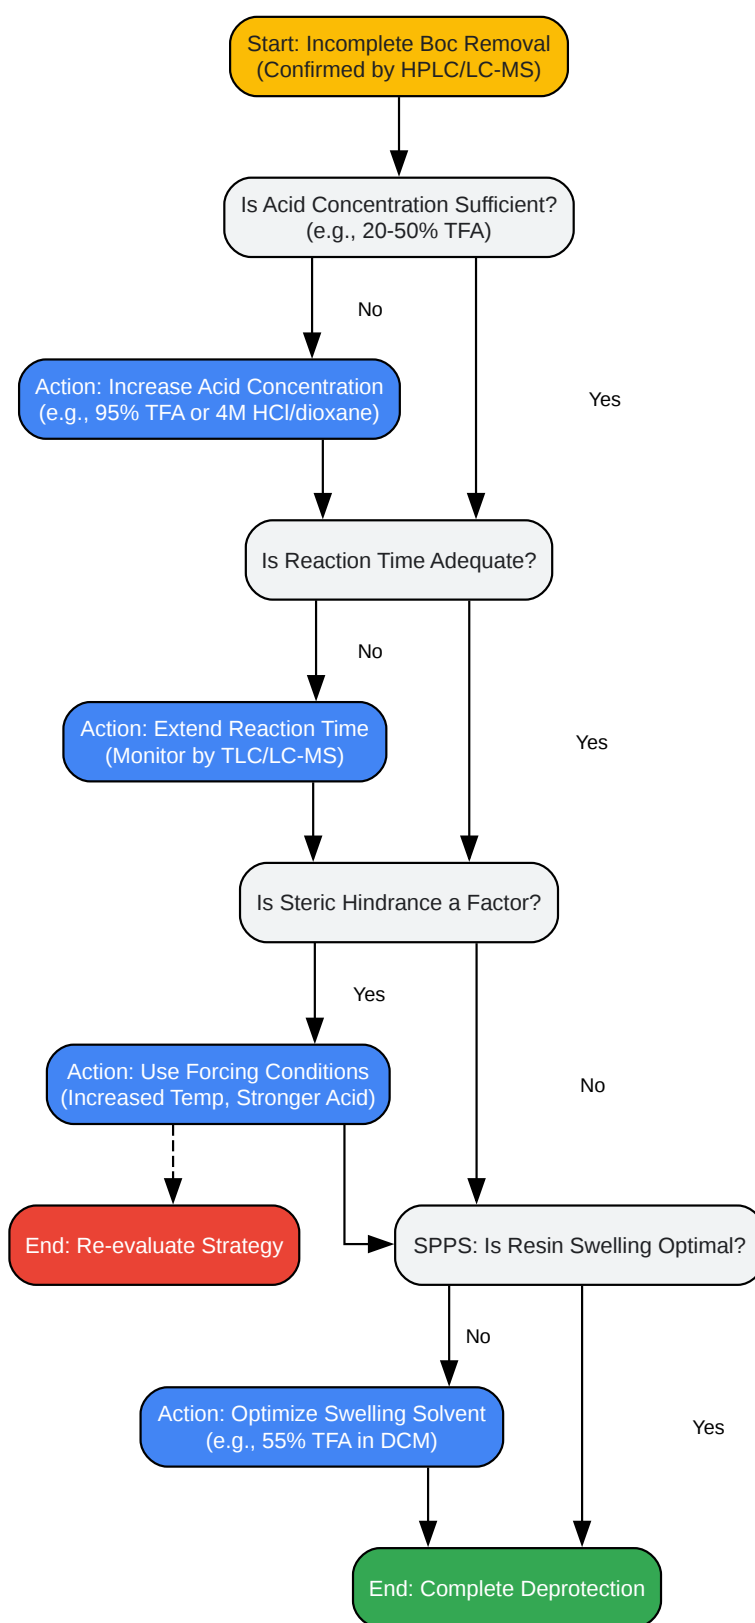 Start: Incomplete Boc Removal
(Confirmed by HPLC/LC-MS)
Is Acid Concentration Sufficient?
(e.g., 20-50% TFA)
No
Action: Increase Acid Concentration
(e.g., 95% TFA or 4M HCl/dioxane)
Yes
Is Reaction Time Adequate?
No
Action: Extend Reaction Time
(Monitor by TLC/LC-MS)
Yes
Is Steric Hindrance a Factor?
Yes
Action: Use Forcing Conditions
(Increased Temp, Stronger Acid)
No
End: Re-evaluate Strategy
SPPS: Is Resin Swelling Optimal?
No
Action: Optimize Swelling Solvent
(e.g., 55% TFA in DCM)
Yes
End: Complete Deprotection